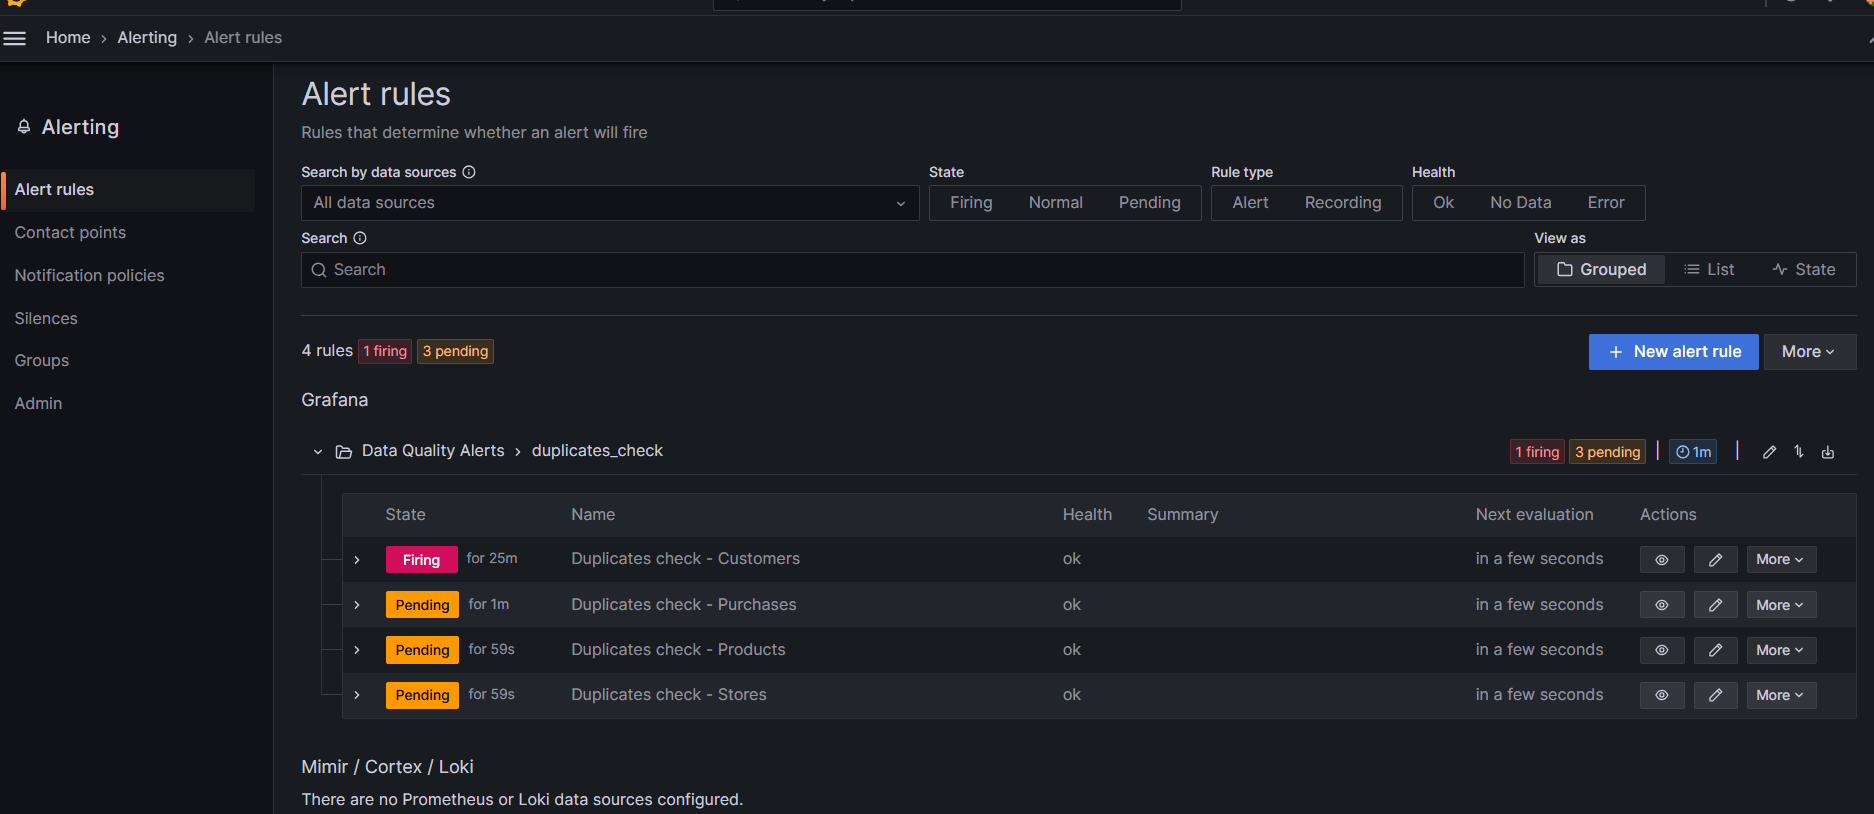 Home › Alerting › Alert rules
Alerting
Alert rules
Contact points
Notification policies
Silences
Groups
Admin
Alert rules
Rules that determine whether an alert will fire
Search by data sources
State
Rule type
Health
All data sources
Firing Normal Pending
Alert Recording
Ok No Data Error
Search
View as
Search
Grouped List State
4 rules 1 firing 3 pending
+ New alert rule More
Grafana
Data Quality Alerts › duplicates_check 1 firing 3 pending 1m
State Name Health Summary Next evaluation Actions
Firing for 25m Duplicates check - Customers ok in a few seconds More
Pending for 1m Duplicates check - Purchases ok in a few seconds More
Pending for 59s Duplicates check - Products ok in a few seconds More
Pending for 59s Duplicates check - Stores ok in a few seconds More
Mimir / Cortex / Loki
There are no Prometheus or Loki data sources configured.